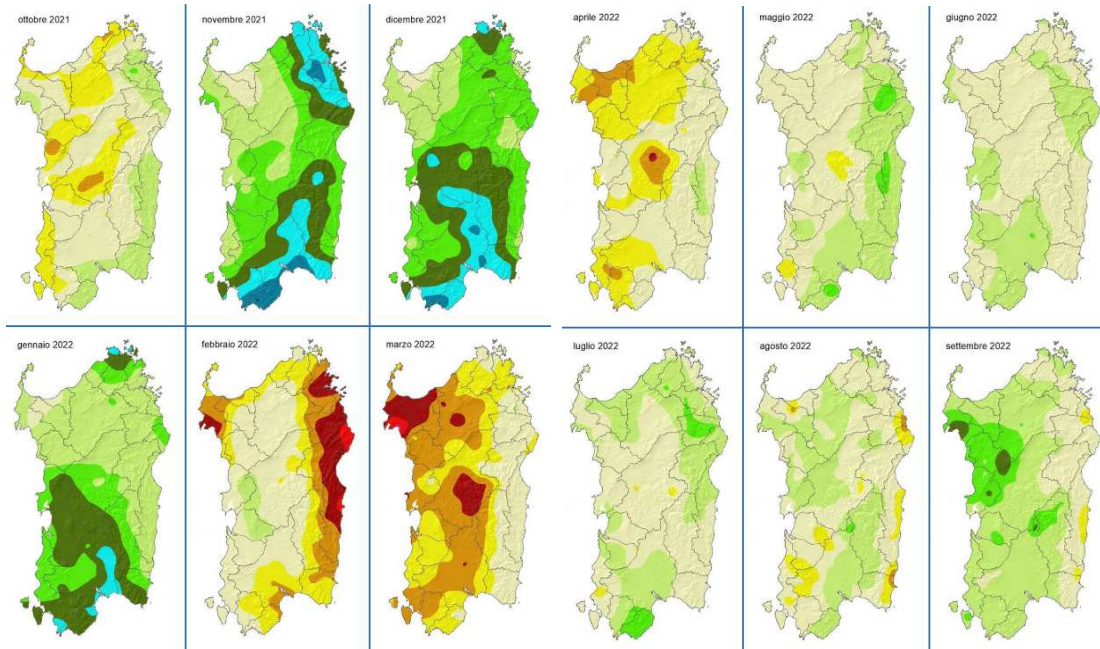 ottobre 2021
novembre 2021
dicembre 2021
aprile 2022
maggio 2022
giugno 2022
gennaio 2022
febbraio 2022
marzo 2022
luglio 2022
agosto 2022
settembre 2022